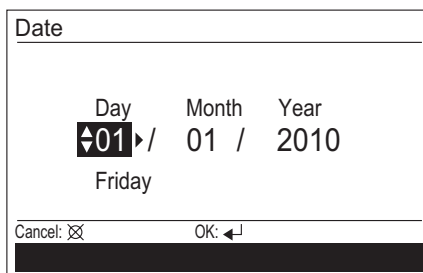 Date
Day Month Year
01 / 01 / 2010
Friday
Cancel: OK: